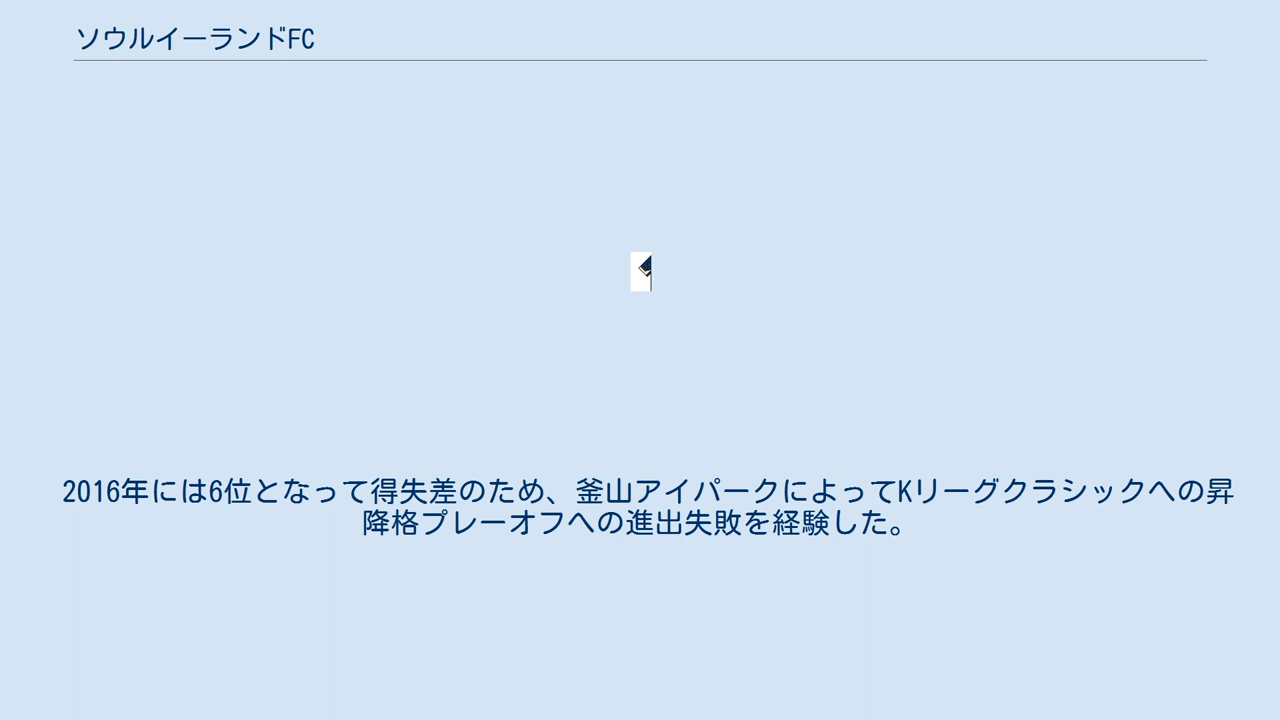 ソウルイーランドFC
2016年には6位となって得失差のため、釜山アイパークによってKリーグクラシックへの昇
降格プレーオフへの進出失敗を経験した。